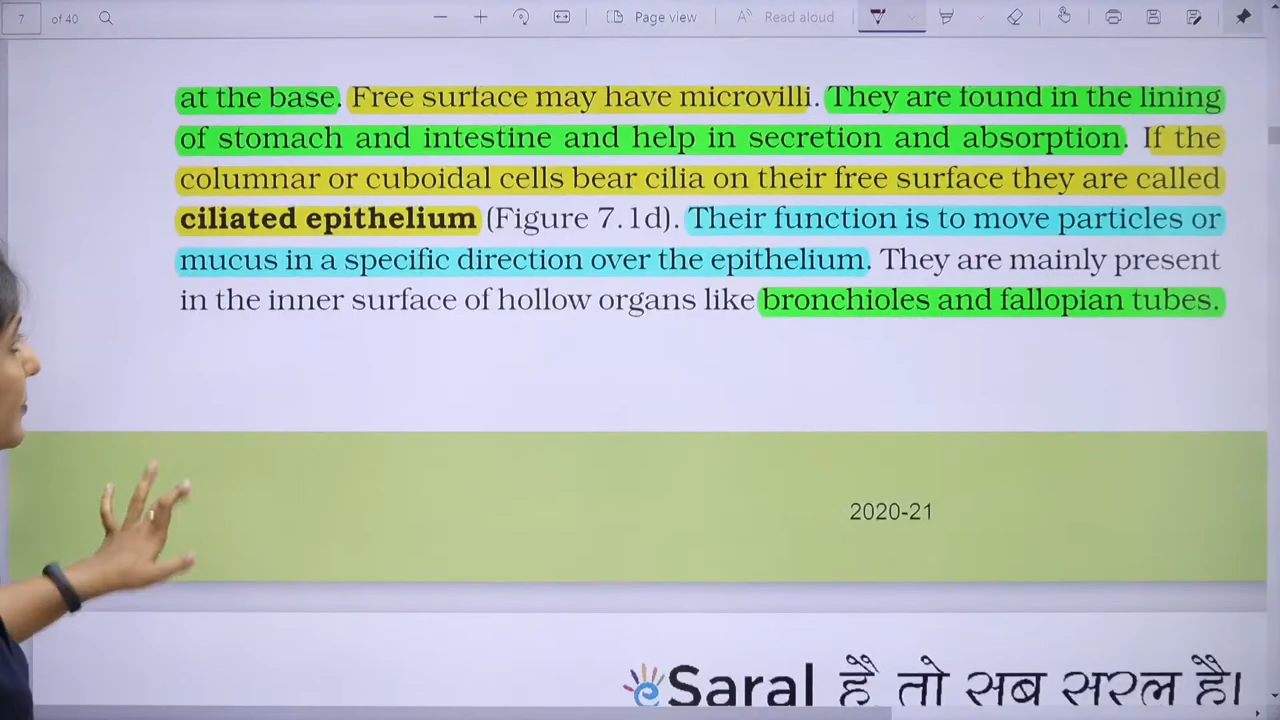 7 of 40 Page view Read aloud
at the base. Free surface may have microvilli. They are found in the lining
of stomach and intestine and help in secretion and absorption. If the
columnar or cuboidal cells bear cilia on their free surface they are called
ciliated epithelium (Figure 7.1d). Their function is to move particles or
mucus in a specific direction over the epithelium. They are mainly present
in the inner surface of hollow organs like bronchioles and fallopian tubes.
2020-21
eSaral है तो सब सरल है।